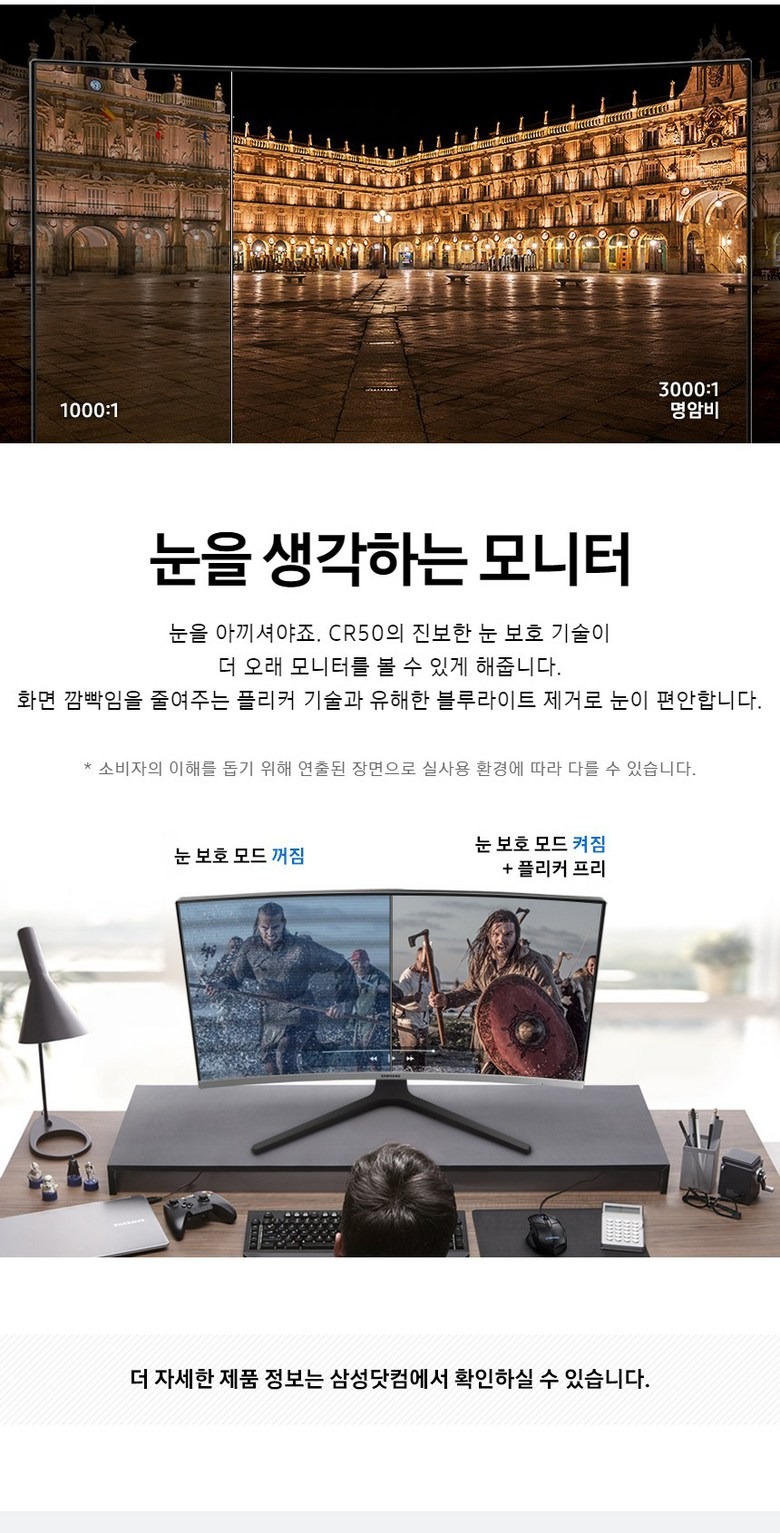 1000:1
3000:1
명암비
눈을 생각하는 모니터
눈을 아끼셔야죠. CR50의 진보한 눈 보호 기술이
더 오래 모니터를 볼 수 있게 해줍니다.
화면 깜빡임을 줄여주는 플리커 기술과 유해한 블루라이트 제거로 눈이 편안합니다.
* 소비자의 이해를 돕기 위해 연출된 장면으로 실사용 환경에 따라 다를 수 있습니다.
눈 보호 모드 꺼짐
눈 보호 모드 켜짐
+ 플리커 프리
SAMSUNG
더 자세한 제품 정보는 삼성닷컴에서 확인하실 수 있습니다.